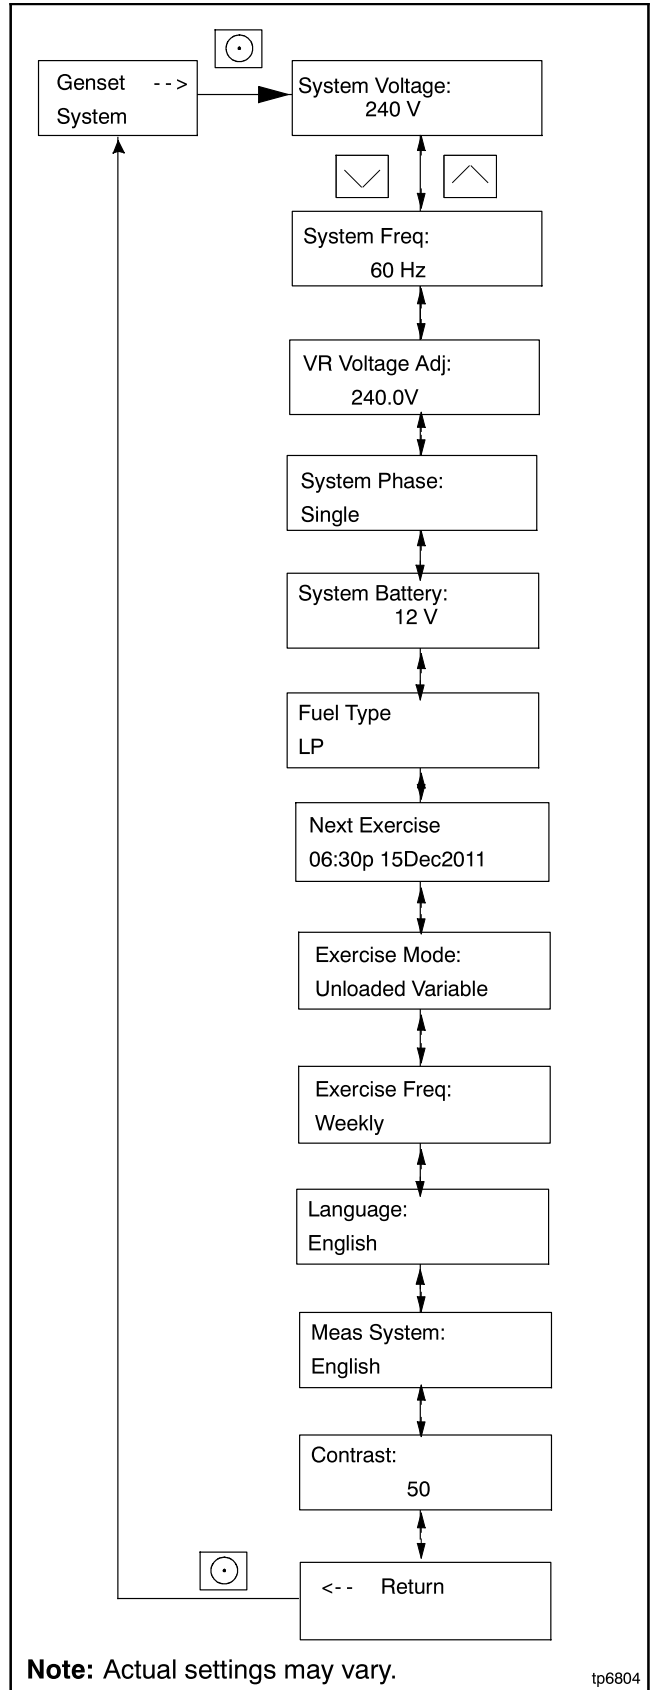 Genset -->
System
System Voltage:
240 V
System Freq:
60 Hz
VR Voltage Adj:
240.0V
System Phase:
Single
System Battery:
12 V
Fuel Type
LP
Next Exercise
06:30p 15Dec2011
Exercise Mode:
Unloaded Variable
Exercise Freq:
Weekly
Language:
English
Meas System:
English
Contrast:
50
<-- Return
Note: Actual settings may vary.
tp6804